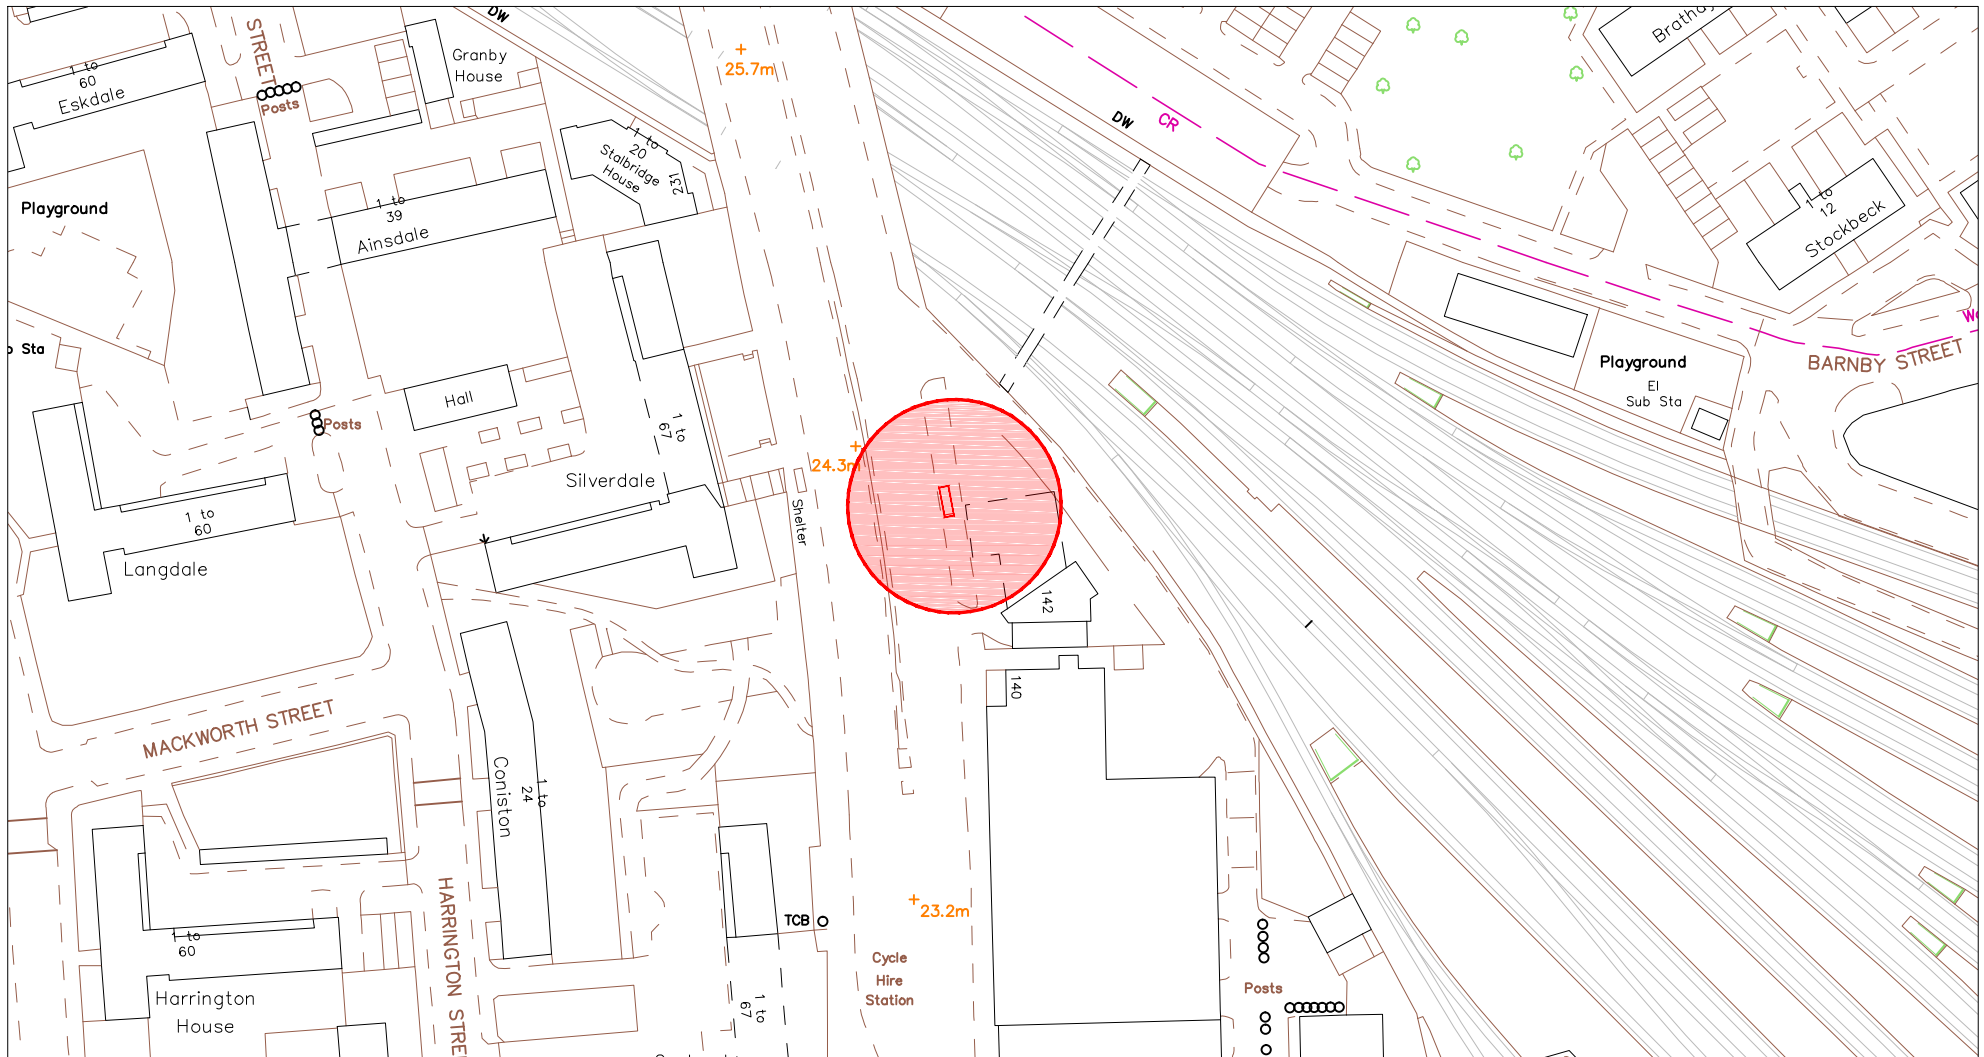 STREET
DW
Granby
House
25.7m
1 to
60
Eskdale
Posts
DW
CR
1 to
20
Stalbridge
House
231
1 to
12
Stockbeck
Playground
1 to
39
Ainsdale
Sta
Playground
El
Sub Sta
BARNBY STREET
Hall
Posts
1 to
67
24.3m
Silverdale
Shelter
1 to
60
Langdale
142
140
MACKWORTH STREET
Coniston
1 to
24
HARRINGTON
TCB
23.2m
1 to
60
Cycle
Hire
Station
Posts
Harrington
House
1 to
67